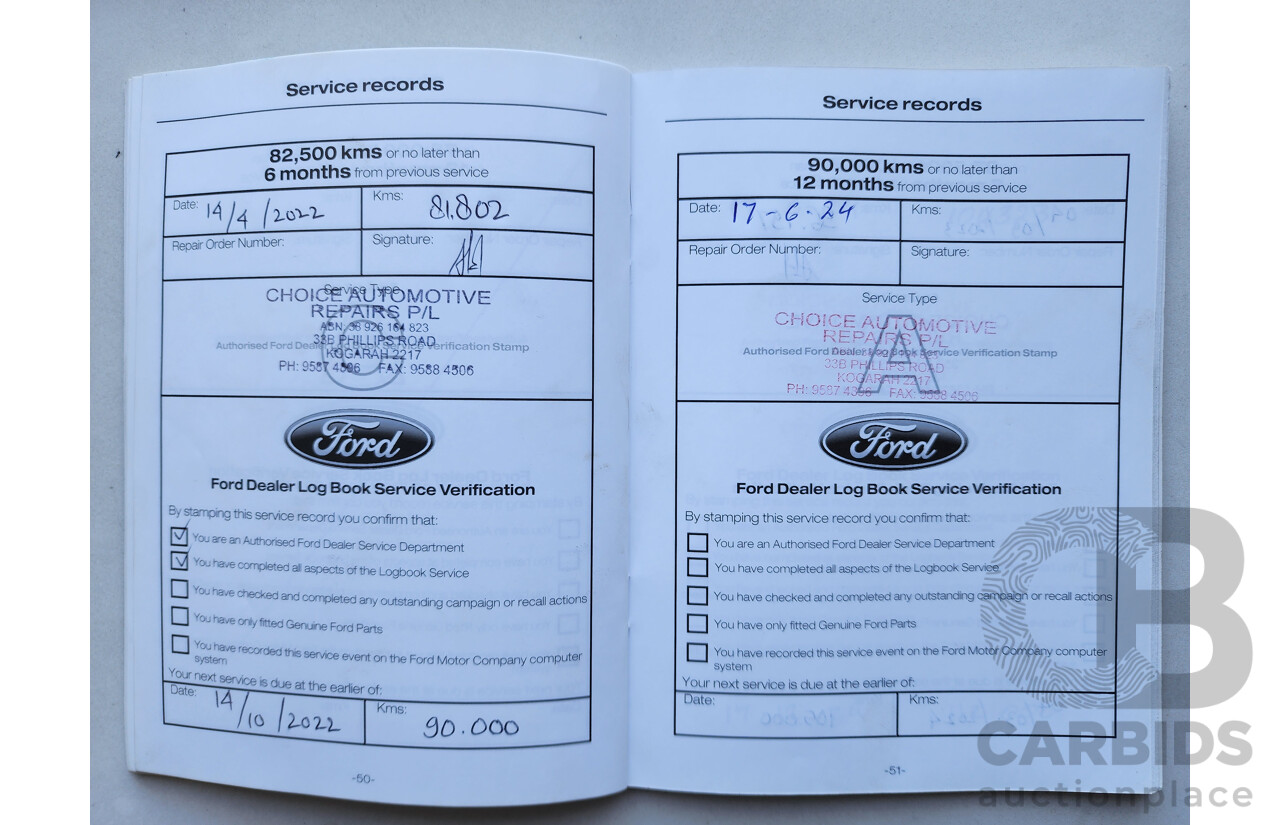 Service records
82,500 kms or no later than
6 months from previous service
Date: 14/4/2022
Kms: 81.802
Repair Order Number:
Signature:
Service Type
C
CHOICE AUTOMOTIVE
REPAIRS P/L
ABN: 38 926 164 823
33B PHILLIPS ROAD
Authorised Ford Dealer Log Book Service Verification Stamp
KOGARAH 2217
PH: 9587 4306 FAX: 9588 4506
Ford
Ford Dealer Log Book Service Verification
By stamping this service record you confirm that:
You are an Authorised Ford Dealer Service Department
You have completed all aspects of the Logbook Service
You have checked and completed any outstanding campaign or recall actions
You have only fitted Genuine Ford Parts
You have recorded this service event on the Ford Motor Company computer
system
Your next service is due at the earlier of:
Date: 14/10/2022
Kms: 90.000
-50-
Service records
90,000 kms or no later than
12 months from previous service
Date: 17-6-24
Kms:
Repair Order Number:
Signature:
Service Type
A
CHOICE AUTOMOTIVE
REPAIRS P/L
Authorised Ford Dealer Log Book Service Verification Stamp
33B PHILLIPS ROAD
KOGARAH 2217
PH: 9587 4306 FAX: 9588 4506
Ford
Ford Dealer Log Book Service Verification
By stamping this service record you confirm that:
You are an Authorised Ford Dealer Service Department
You have completed all aspects of the Logbook Service
You have checked and completed any outstanding campaign or recall actions
You have only fitted Genuine Ford Parts
You have recorded this service event on the Ford Motor Company computer
system
Your next service is due at the earlier of:
Date:
Kms:
-51-
CB
CARBIDS
auctionplace